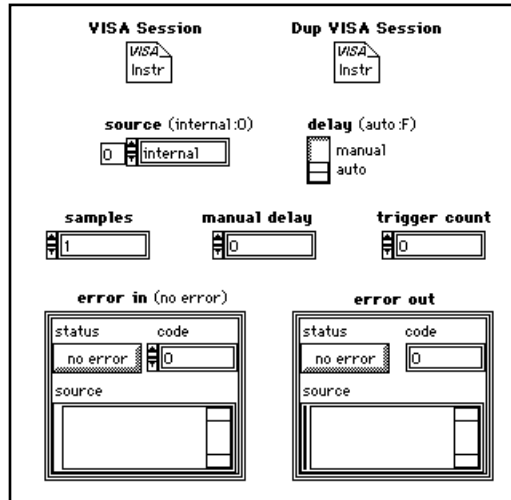 VISA Session Dup VISA Session
VISA VISA
Instr Instr
source (internal:0) delay (auto:F)
0 internal manual
auto
samples manual delay trigger count
1 0 0
error in (no error) error out
status code status code
no error 0 no error 0
source source